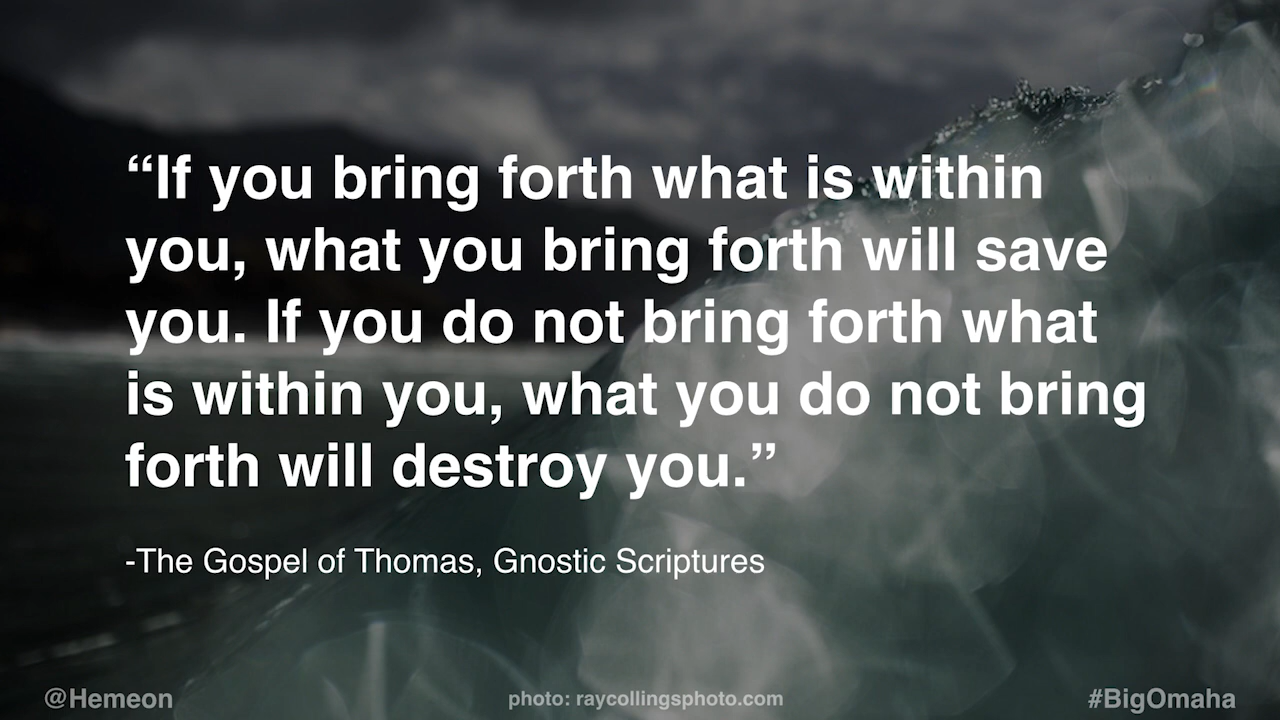 “If you bring forth what is within
you, what you bring forth will save
you. If you do not bring forth what
is within you, what you do not bring
forth will destroy you.”
-The Gospel of Thomas, Gnostic Scriptures
@Hemeon
photo: raycollingsphoto.com
#BigOmaha